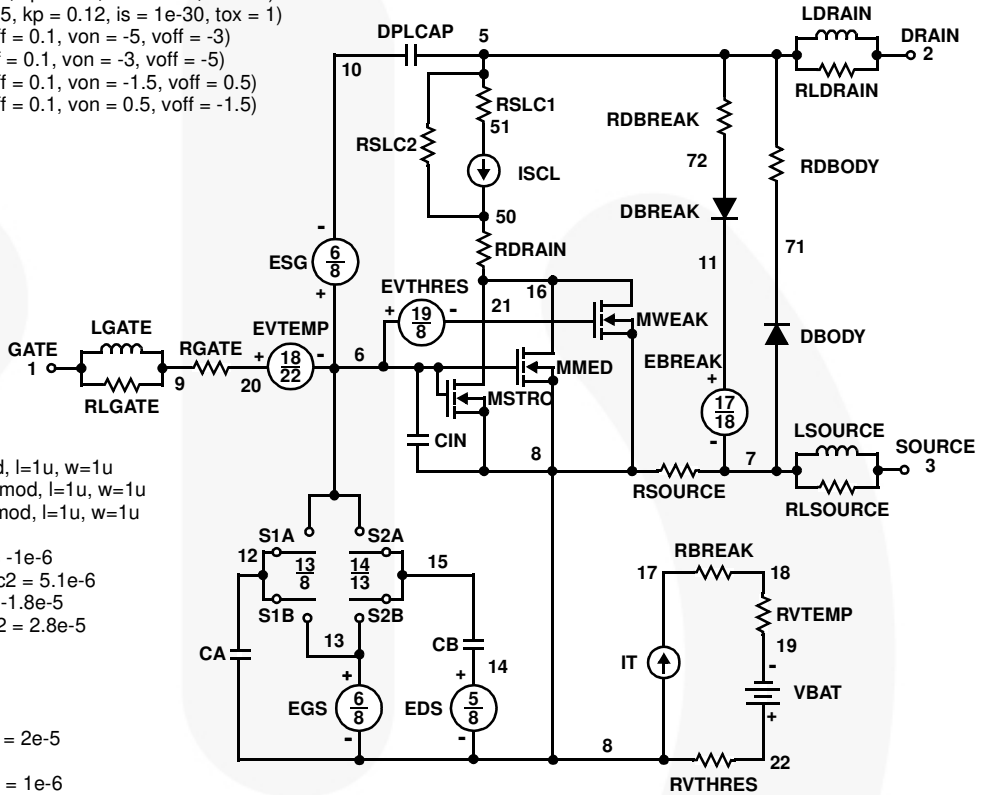 5, kp = 0.12, is = 1e-30, tox = 1)
ff = 0.1, von = -5, voff = -3)
f = 0.1, von = -3, voff = -5)
ff = 0.1, von = -1.5, voff = 0.5)
ff = 0.1, von = 0.5, voff = -1.5)
d, l=1u, w=1u
mod, l=1u, w=1u
mod, l=1u, w=1u
-1e-6
c2 = 5.1e-6
-1.8e-5
2 = 2.8e-5
= 2e-5
= 1e-6
LDRAIN
DPLCAP 5 DRAIN
10 2
RLDRAIN
RSLC1
RDBREAK
51
RSLC2
72
ISCL
RDBODY
DBREAK
50
-
RDRAIN
71
ESG 6/8
11
+
EVTHRES
16
+ 19/8 -
21
MWEAK
LGATE
EVTEMP
DBODY
GATE
RGATE
+ 18/22 -
6
EBREAK
1
9
20
MMED
+
RLGATE
MSTRO
17/18
-
LSOURCE
CIN
8
7
SOURCE
3
RSOURCE
RLSOURCE
S1A S2A
12
13/8
14/13
15
RBREAK
17 18
S1B S2B
RVTEMP
13
CB
19
CA
14
IT
-
+
+
VBAT
EGS 6/8
EDS 5/8
+
-
-
8
22
RVTHRES